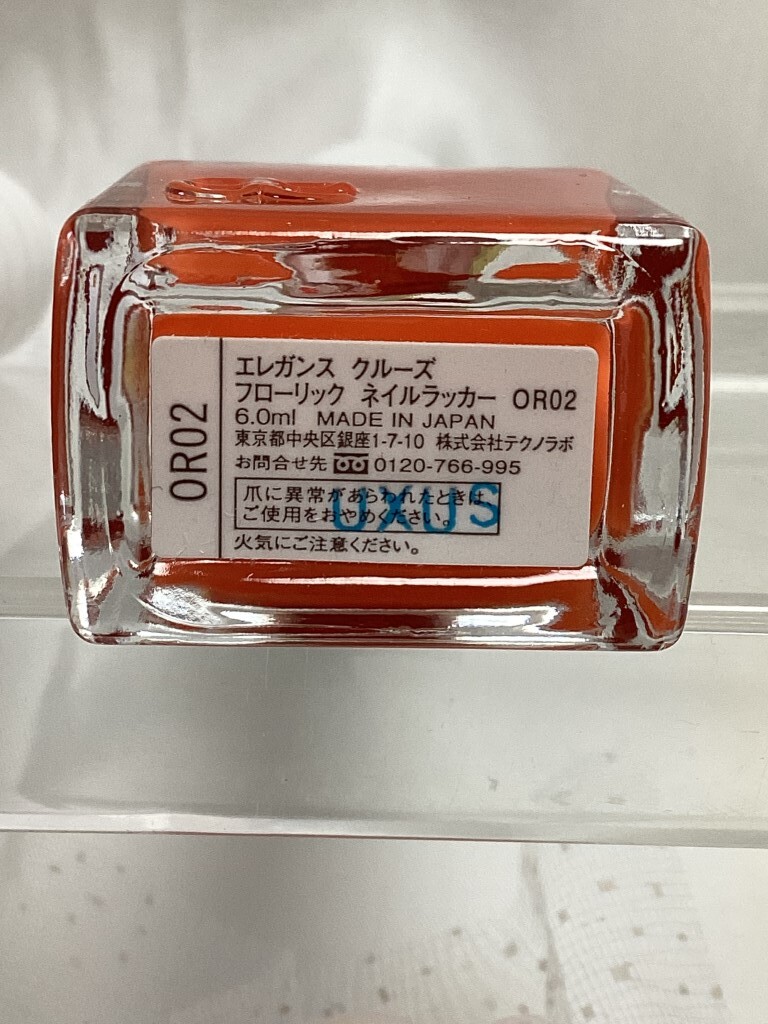 OR02
エレガンス クルーズ
フローリック ネイルラッカー OR02
6.0ml MADE IN JAPAN
東京都中央区銀座1-7-10 株式会社テクノラボ
お問合せ先 0120-766-995
爪に異常があらわれたときは、
ご使用をおやめください。
UXUS
火気にご注意ください。